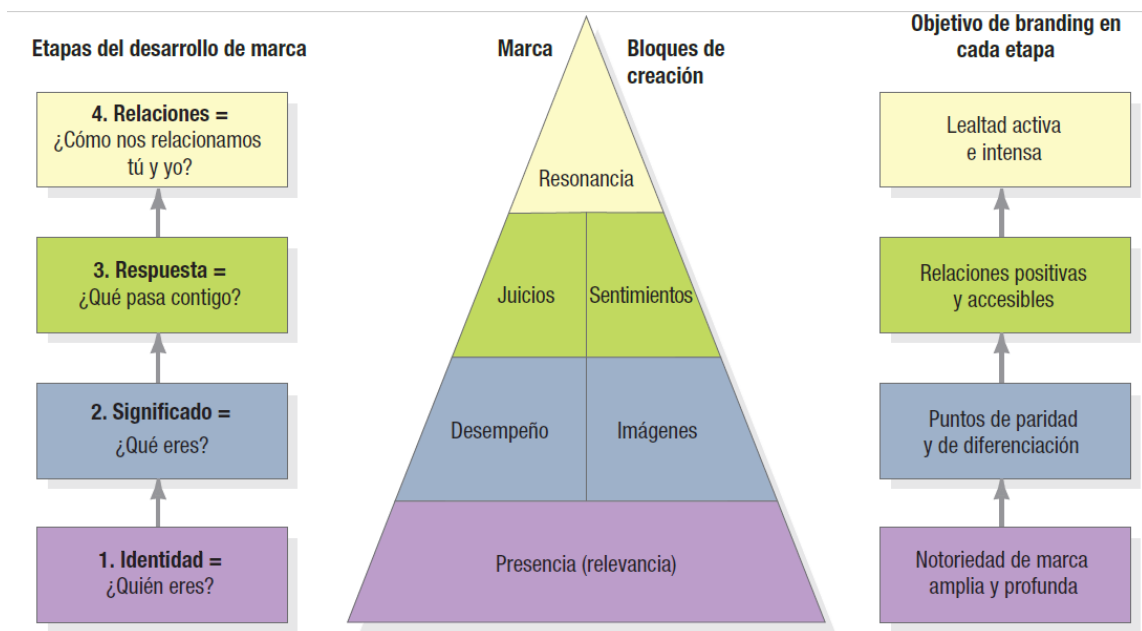 Etapas del desarrollo de marca
4. Relaciones =
¿Cómo nos relacionamos
tú y yo?
3. Respuesta =
¿Qué pasa contigo?
2. Significado =
¿Qué eres?
1. Identidad =
¿Quién eres?
Marca
Bloques de
creación
Resonancia
Juicios
Sentimientos
Desempeño
Imágenes
Presencia (relevancia)
Objetivo de branding en
cada etapa
Lealtad activa
e intensa
Relaciones positivas
y accesibles
Puntos de paridad
y de diferenciación
Notoriedad de marca
amplia y profunda